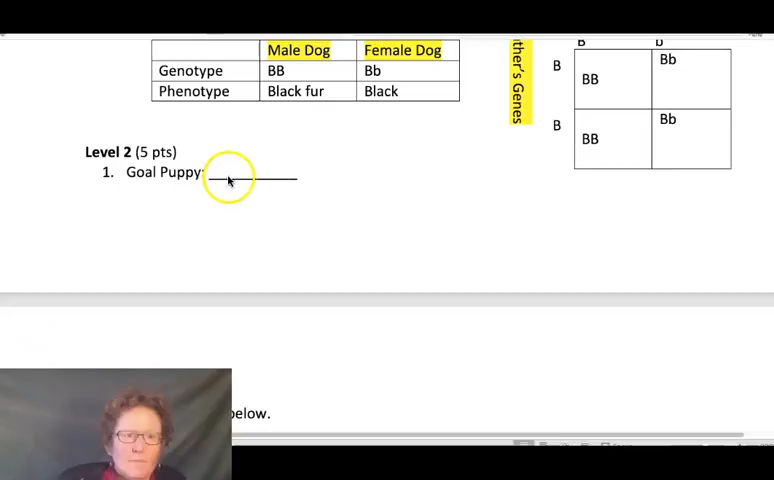 Male Dog Female Dog
Genotype BB Bb
Phenotype Black fur Black
ther's Genes
B b
B BB Bb
B BB Bb
Level 2 (5 pts)
1. Goal Puppy:
below.